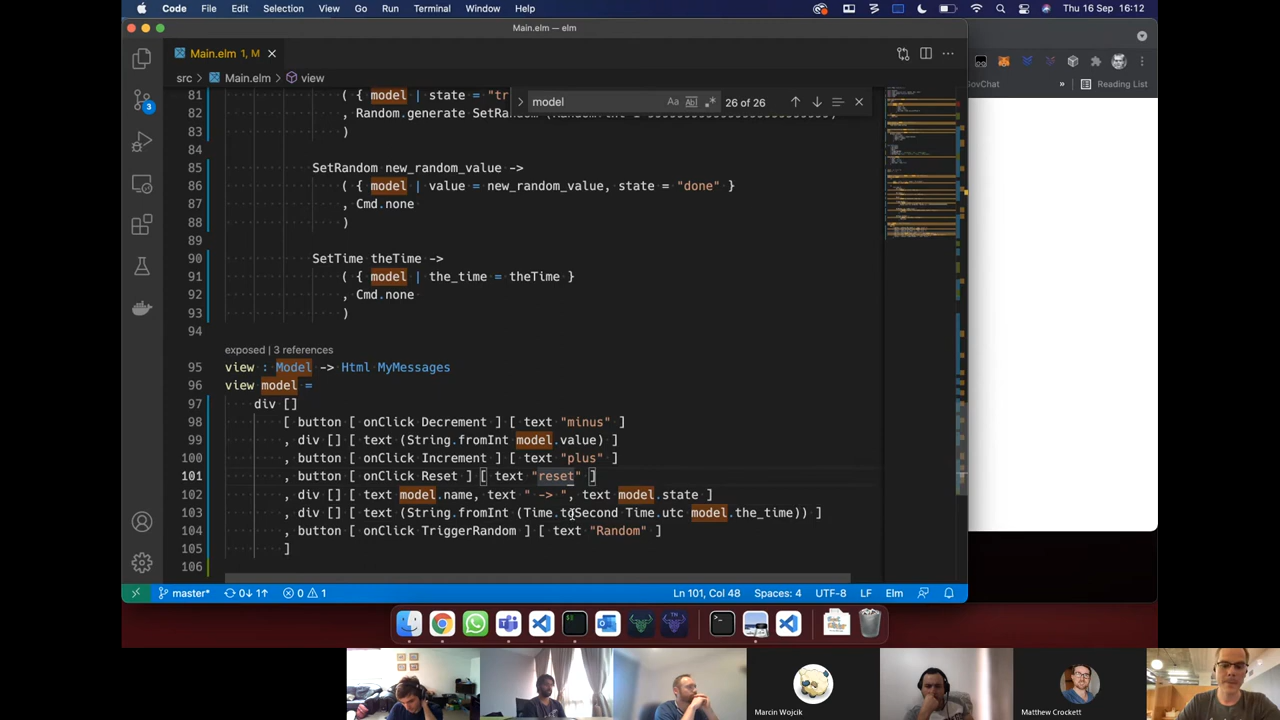 Code File Edit Selection View Go Run Terminal Window Help Thu 16 Sep 16:12
Main.elm — elm
Main.elm 1, M
src > Main.elm > view
model Aa Ab 26 of 26
GovChat » Reading List
3
81 ( { model | state = "tr
82 , Random.generate SetRandom
83 )
84
85 SetRandom new_random_value ->
86 ( { model | value = new_random_value, state = "done" }
87 , Cmd.none
88 )
89
90 SetTime theTime ->
91 ( { model | the_time = theTime }
92 , Cmd.none
93 )
94
exposed | 3 references
95 view : Model -> Html MyMessages
96 view model =
97 div []
98 [ button [ onClick Decrement ] [ text "minus" ]
99 , div [] [ text (String.fromInt model.value) ]
100 , button [ onClick Increment ] [ text "plus" ]
101 , button [ onClick Reset ] [ text "reset" ]
102 , div [] [ text model.name, text " -> ", text model.state ]
103 , div [] [ text (String.fromInt (Time.toSecond Time.utc model.the_time)) ]
104 , button [ onClick TriggerRandom ] [ text "Random" ]
105 ]
106
master* 0↓ 1↑ 0 1 Ln 101, Col 48 Spaces: 4 UTF-8 LF Elm
Marcin Wojcik
Matthew Crockett